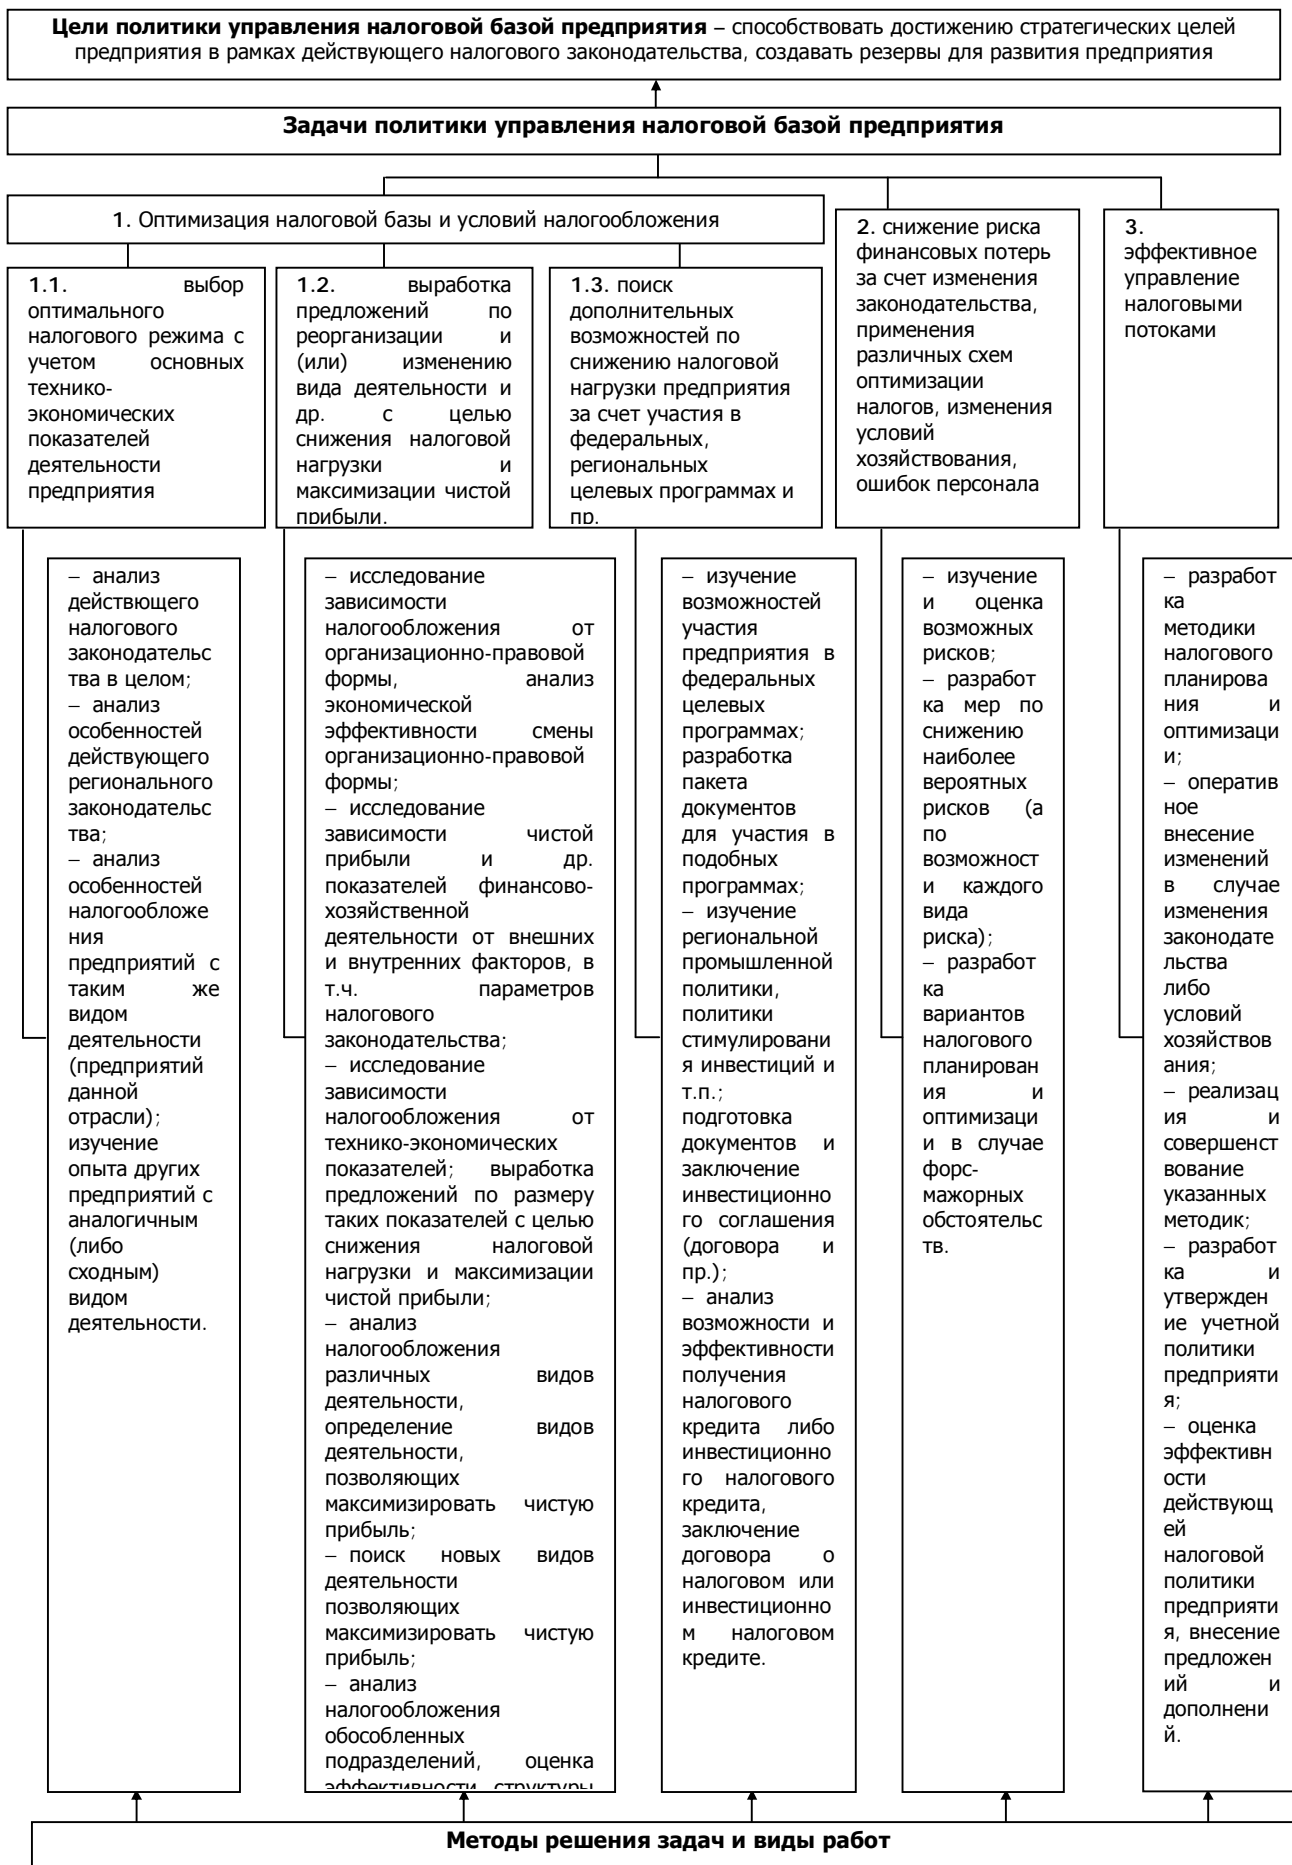 Цели политики управления налоговой базой предприятия – способствовать достижению стратегических целей
предприятия в рамках действующего налогового законодательства, создавать резервы для развития предприятия
Задачи политики управления налоговой базой предприятия
1. Оптимизация налоговой базы и условий налогообложения
1.1. выбор
оптимального
налогового режима с
учетом основных
технико-
экономических
показателей
деятельности
предприятия
1.2. выработка
предложений по
реорганизации и
(или) изменению
вида деятельности и
др. с целью
снижения налоговой
нагрузки и
максимизации чистой
прибыли.
1.3. поиск
дополнительных
возможностей по
снижению налоговой
нагрузки предприятия
за счет участия в
федеральных,
региональных
целевых программах и
пр.
2. снижение риска
финансовых потерь
за счет изменения
законодательства,
применения
различных схем
оптимизации
налогов, изменения
условий
хозяйствования,
ошибок персонала
3.
эффективное
управление
налоговыми
потоками
– анализ
действющего
налогового
законодательс
тва в целом;
– анализ
особенностей
действующего
регионального
законодательс
тва;
– анализ
особенностей
налогообложе
ния
предприятий с
таким же
видом
деятельности
(предприятий
данной
отрасли);
изучение
опыта других
предприятий с
аналогичным
(либо
сходным)
видом
деятельности.
– исследование
зависимости
налогообложения от
организационно-правовой
формы, анализ
экономической
эффективности смены
организационно-правовой
формы;
– исследование
зависимости чистой
прибыли и др.
показателей финансово-
хозяйственной
деятельности от внешних
и внутренних факторов, в
т.ч. параметров
налогового
законодательства;
– исследование
зависимости
налогообложения от
технико-экономических
показателей; выработка
предложений по размеру
таких показателей с целью
снижения налоговой
нагрузки и максимизации
чистой прибыли;
– анализ
налогообложения
различных видов
деятельности,
определение видов
деятельности,
позволяющих
максимизировать чистую
прибыль;
– поиск новых видов
деятельности
позволяющих
максимизировать чистую
прибыль;
– анализ
налогообложения
обособленных
подразделений, оценка
эффективности структуры
– изучение
возможностей
участия
предприятия в
федеральных
целевых
программах;
разработка
пакета
документов
для участия в
подобных
программах;
– изучение
региональной
промышленной
политики,
политики
стимулировани
я инвестиций и
т.п.;
подготовка
документов и
заключение
инвестиционно
го соглашения
(договора и
пр.);
– анализ
возможности и
эффективности
получения
налогового
кредита либо
инвестиционно
го налогового
кредита,
заключение
договора о
налоговом или
инвестиционно
м налоговом
кредите.
– изучение
и оценка
возможных
рисков;
– разработ
ка мер по
снижению
наиболее
вероятных
рисков (а
по
возможност
и каждого
вида
риска);
– разработ
ка
вариантов
налогового
планирован
ия и
оптимизаци
и в случае
форс-
мажорных
обстоятельс
тв.
– разработ
ка
методики
налогового
планирова
ния и
оптимизаци
и;
– оператив
ное
внесение
изменений
в случае
изменения
законодате
льства
либо
условий
хозяйствов
ания;
– реализац
ия и
совершенст
вование
указанных
методик;
– разработ
ка и
утвержден
ие учетной
политики
предприяти
я;
– оценка
эффективн
ости
действующ
ей
налоговой
политики
предприяти
я, внесение
предложен
ий и
дополнени
й.
Методы решения задач и виды работ